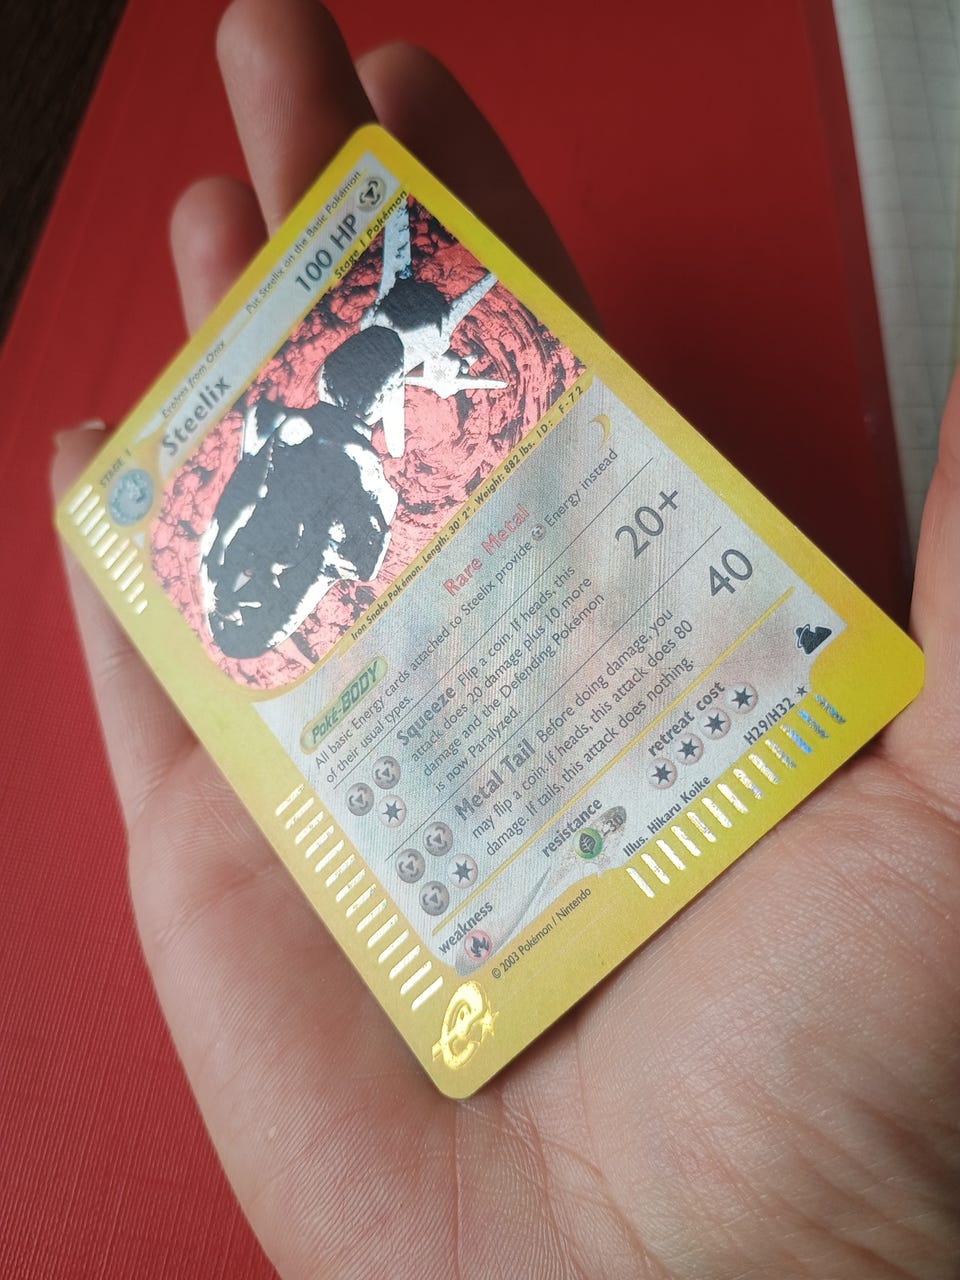 Evolves from Onix
Put Steelix on the Basic Pokémon
STAGE 1
Steelix
100 HP
Stage 1 Pokémon
Iron Snake Pokémon. Length: 30' 2" Weight: 882 lbs. ID: F-72
Poké-BODY
Rare Metal
All basic Energy cards attached to Steelix provide Energy instead
of their usual types.
Squeeze Flip a coin. If heads, this
attack does 20 damage plus 10 more
damage and the Defending Pokémon
is now Paralyzed.
20+
Metal Tail Before doing damage, you
may flip a coin. If heads, this attack does 80
damage. If tails, this attack does nothing.
40
weakness
resistance
-30
retreat cost
Illus. Hikaru Koike
H29/H32 ★
© 2003 Pokémon / Nintendo
e